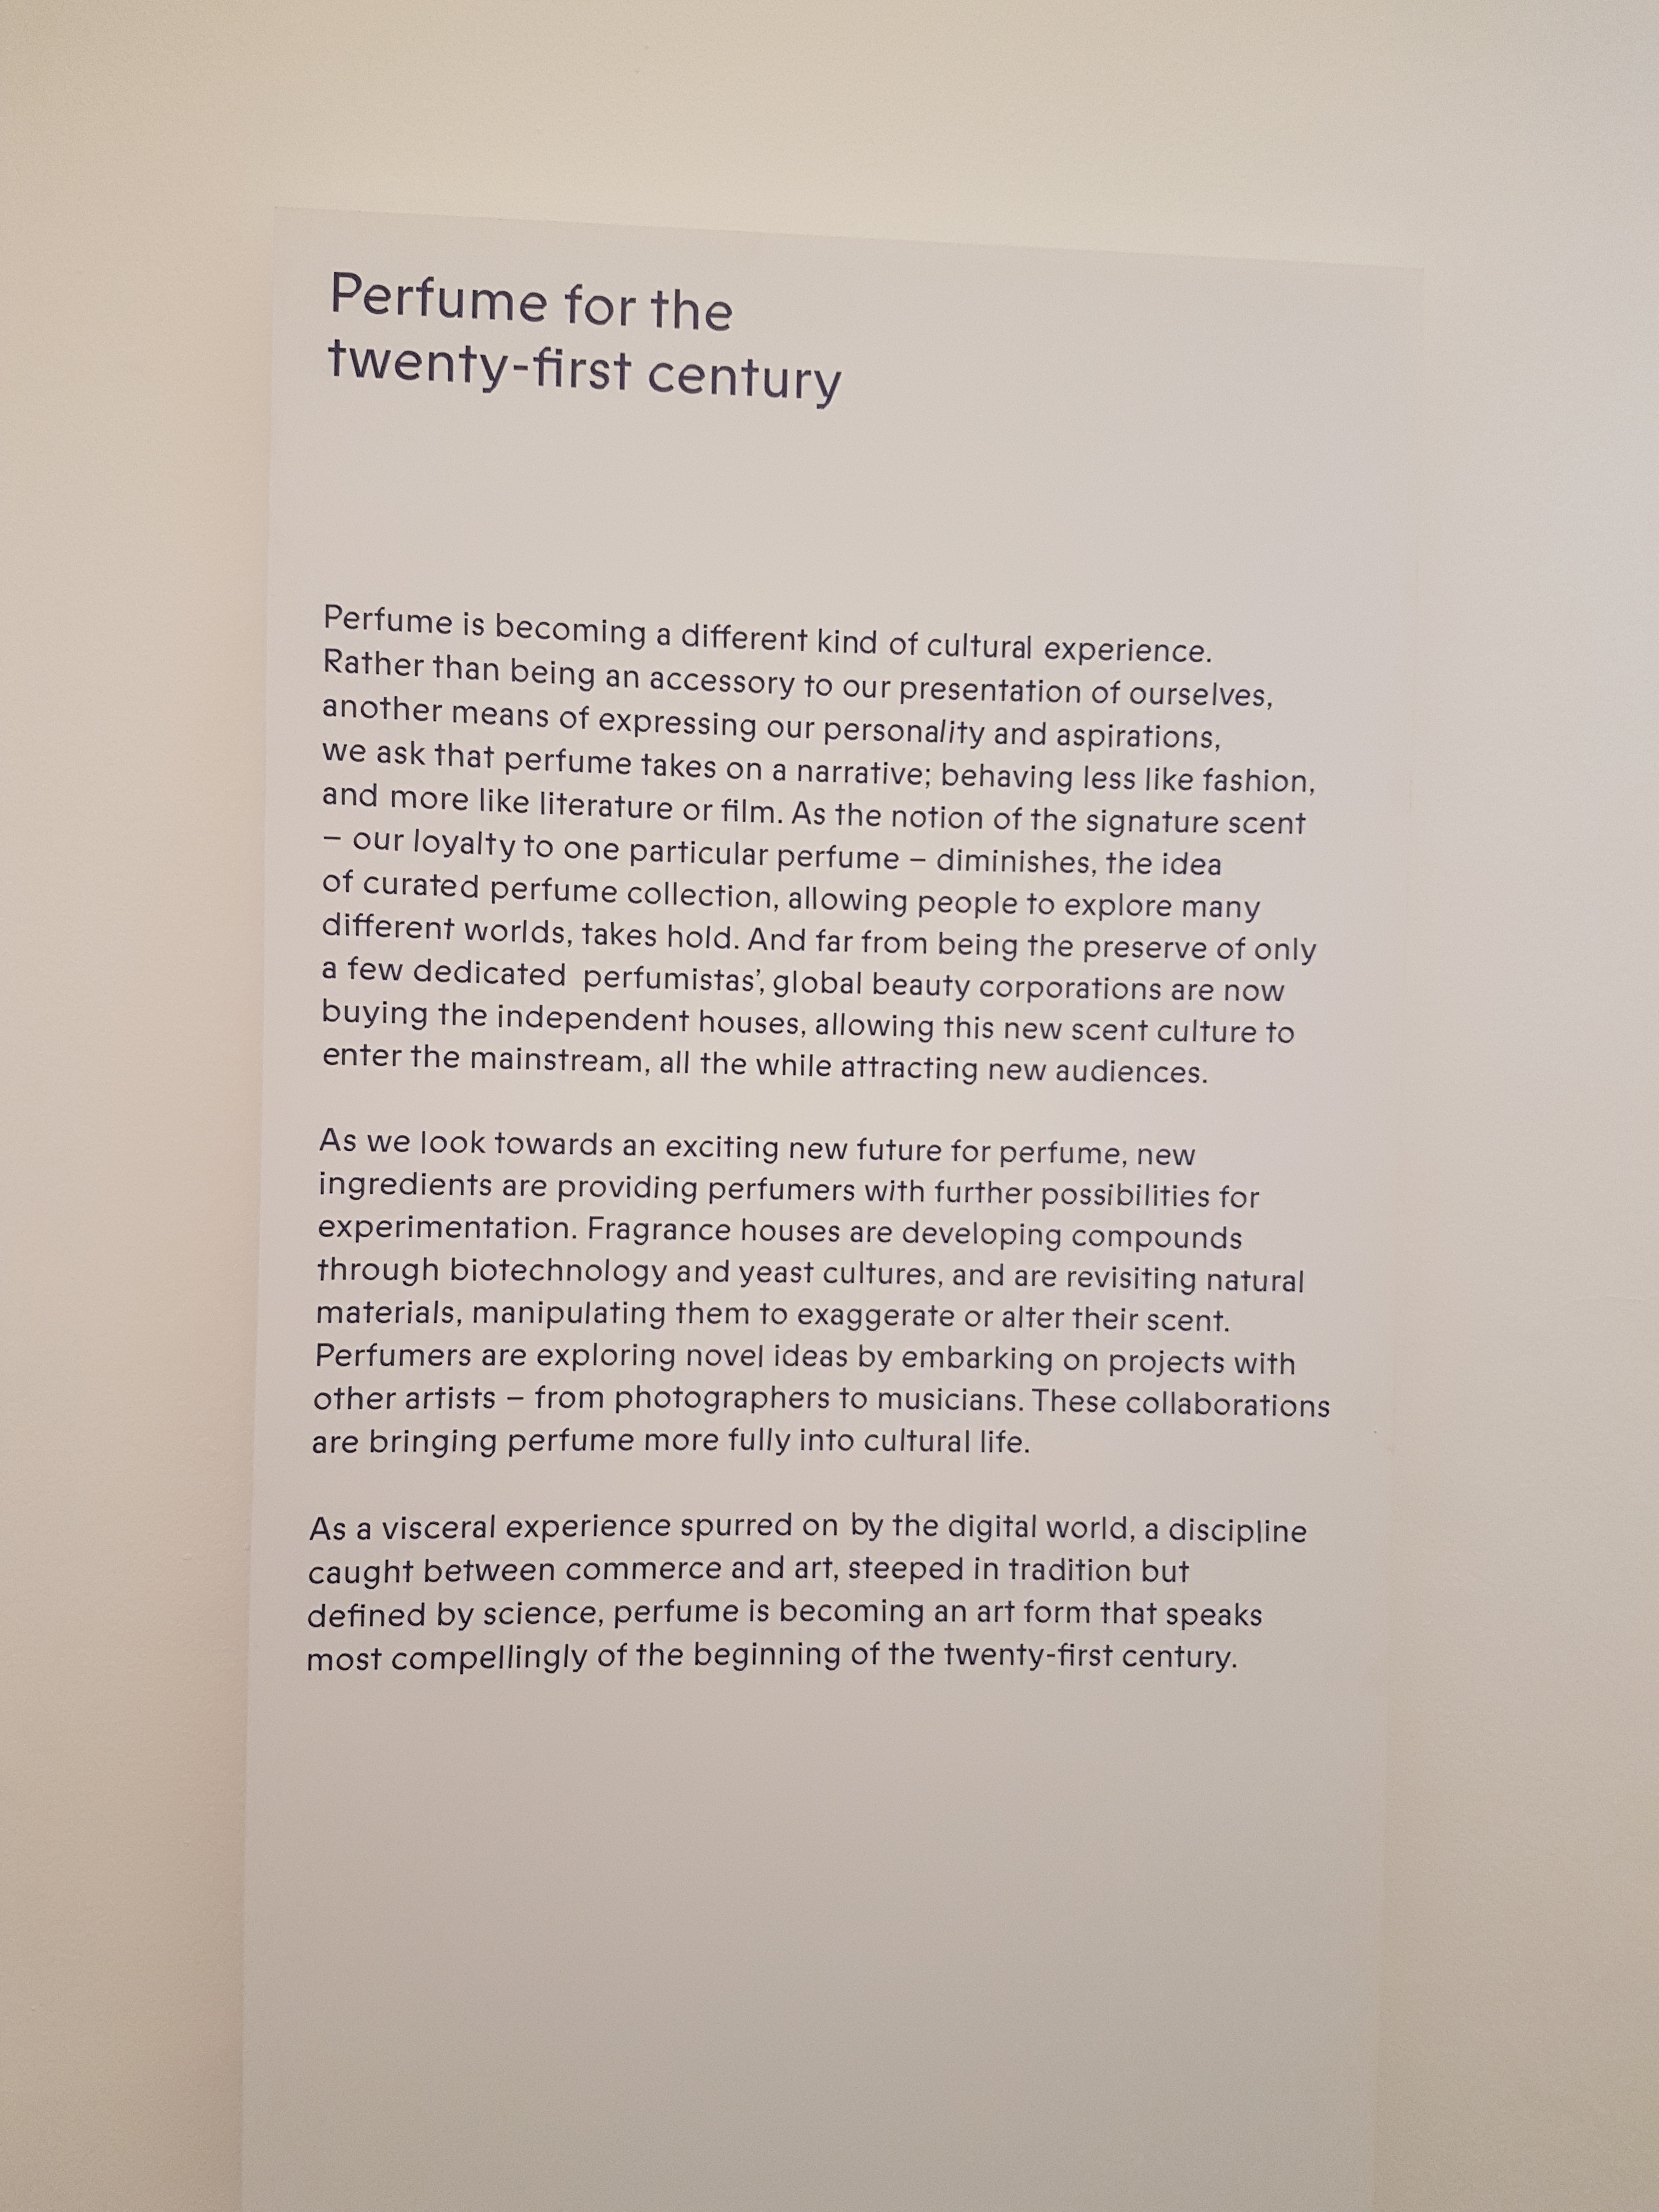 Perfume for the
twenty-first century
Perfume is becoming a different kind of cultural experience.
Rather than being an accessory to our presentation of ourselves,
another means of expressing our personality and aspirations,
we ask that perfume takes on a narrative; behaving less like fashion,
and more like literature or film. As the notion of the signature scent
– our loyalty to one particular perfume – diminishes, the idea
of curated perfume collection, allowing people to explore many
different worlds, takes hold. And far from being the preserve of only
a few dedicated  perfumistas’, global beauty corporations are now
buying the independent houses, allowing this new scent culture to
enter the mainstream, all the while attracting new audiences.
As we look towards an exciting new future for perfume, new
ingredients are providing perfumers with further possibilities for
experimentation. Fragrance houses are developing compounds
through biotechnology and yeast cultures, and are revisiting natural
materials, manipulating them to exaggerate or alter their scent.
Perfumers are exploring novel ideas by embarking on projects with
other artists – from photographers to musicians. These collaborations
are bringing perfume more fully into cultural life.
As a visceral experience spurred on by the digital world, a discipline
caught between commerce and art, steeped in tradition but
defined by science, perfume is becoming an art form that speaks
most compellingly of the beginning of the twenty-first century.